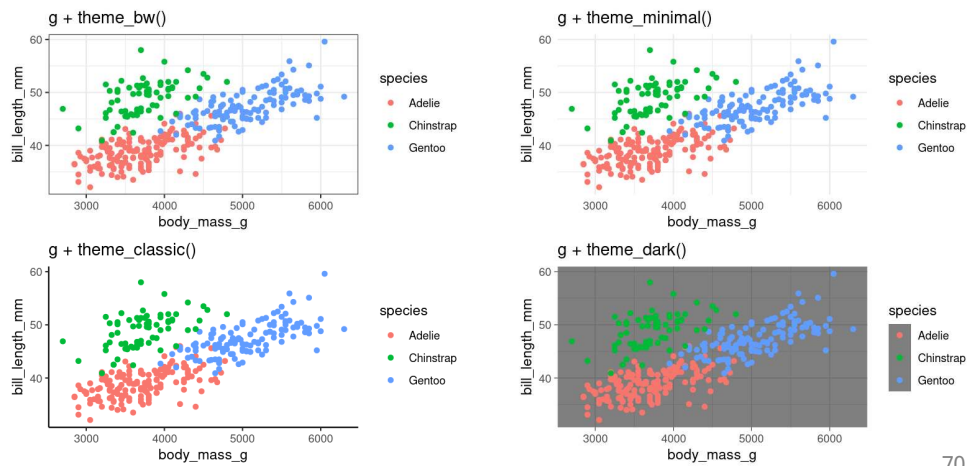 g + theme_bw()
60
50
40
bill_length_mm
3000 4000 5000 6000
body_mass_g
species
Adelie
Chinstrap
Gentoo
g + theme_minimal()
60
50
40
bill_length_mm
3000 4000 5000 6000
body_mass_g
species
Adelie
Chinstrap
Gentoo
g + theme_classic()
60
50
40
bill_length_mm
3000 4000 5000 6000
body_mass_g
species
Adelie
Chinstrap
Gentoo
g + theme_dark()
60
50
40
bill_length_mm
3000 4000 5000 6000
body_mass_g
species
Adelie
Chinstrap
Gentoo
70